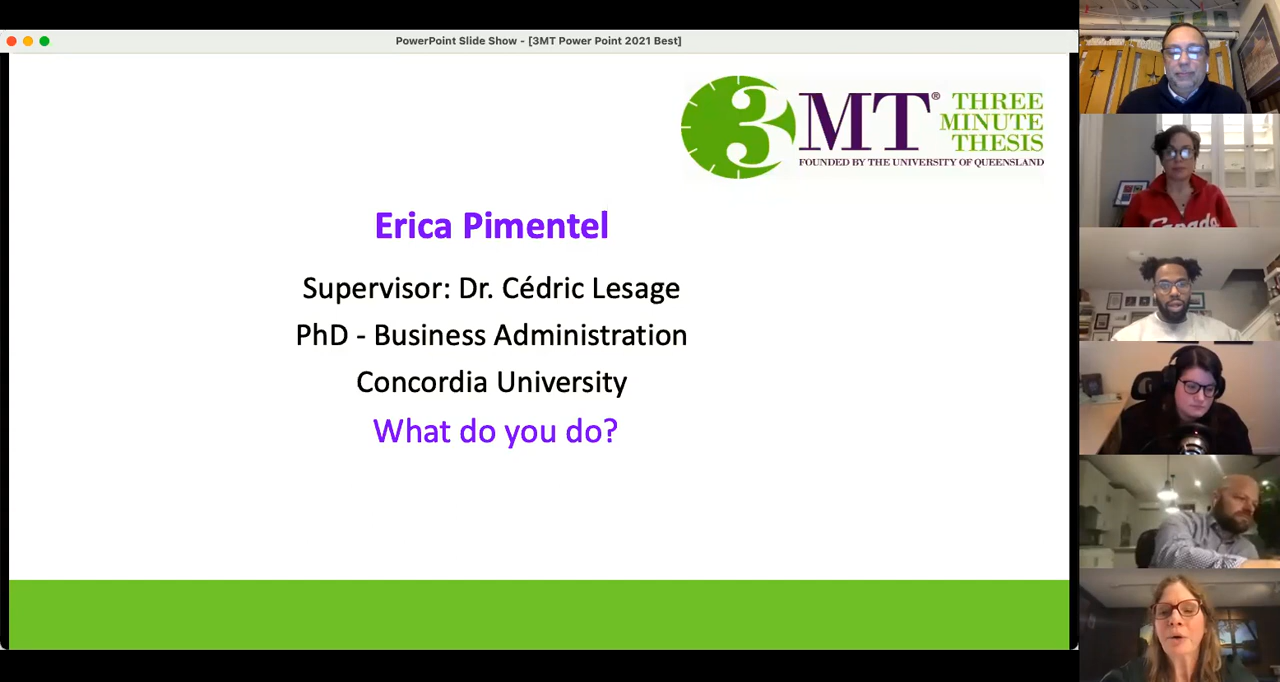 PowerPoint Slide Show - [3MT Power Point 2021 Best]
3MT® THREE
MINUTE
THESIS
FOUNDED BY THE UNIVERSITY OF QUEENSLAND
Erica Pimentel
Supervisor: Dr. Cédric Lesage
PhD - Business Administration
Concordia University
What do you do?
Canada